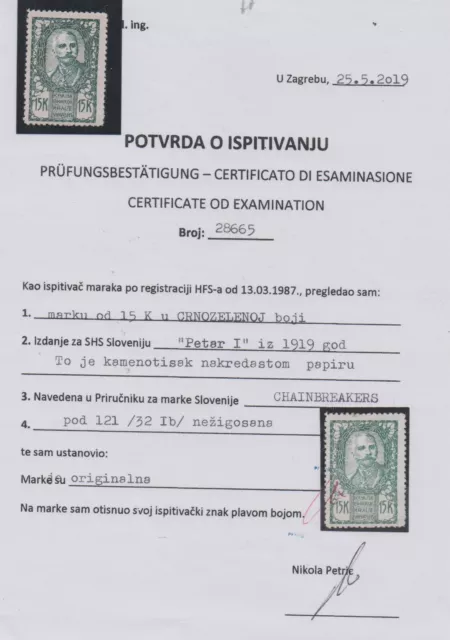 . ing.
15K 15K
U Zagrebu, 25.5.2019
POTVRDA O ISPITIVANJU
PRÜFUNGSBESTÄTIGUNG – CERTIFICATO DI ESAMINASIONE
CERTIFICATE OD EXAMINATION
Broj: 28665
Kao ispitivač maraka po registraciji HFS-a od 13.03.1987., pregledao sam:
1. marku od 15 K u CRNOZELENOJ boji
2. Izdanje za SHS Sloveniju "Petar I" iz 1919 god
To je kamenotisak nakredastom papiru
3. Navedena u Priručniku za marke Slovenije CHAINBREAKERS
4. pod 121 /32 Ib/ nežigosana
te sam ustanovio:
Marke su originalna
15K 15K
Na marke sam otisnuo svoj ispitivački znak plavom bojom.
Nikola Petric